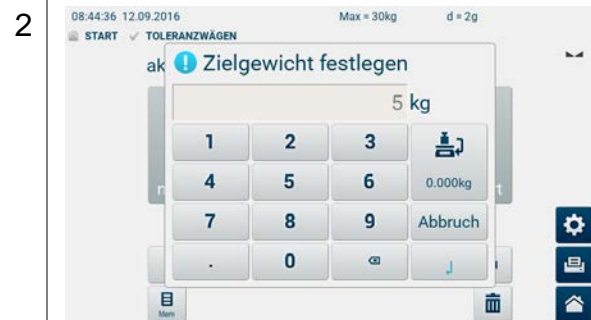 2
08:44:36 12.09.2016 Max = 30kg d = 2g
START TOLERANZWÄGEN
ak
Zielgewicht festlegen
5 kg
1 2 3
4 5 6 0.000kg
7 8 9 Abbruch
. 0
Mem